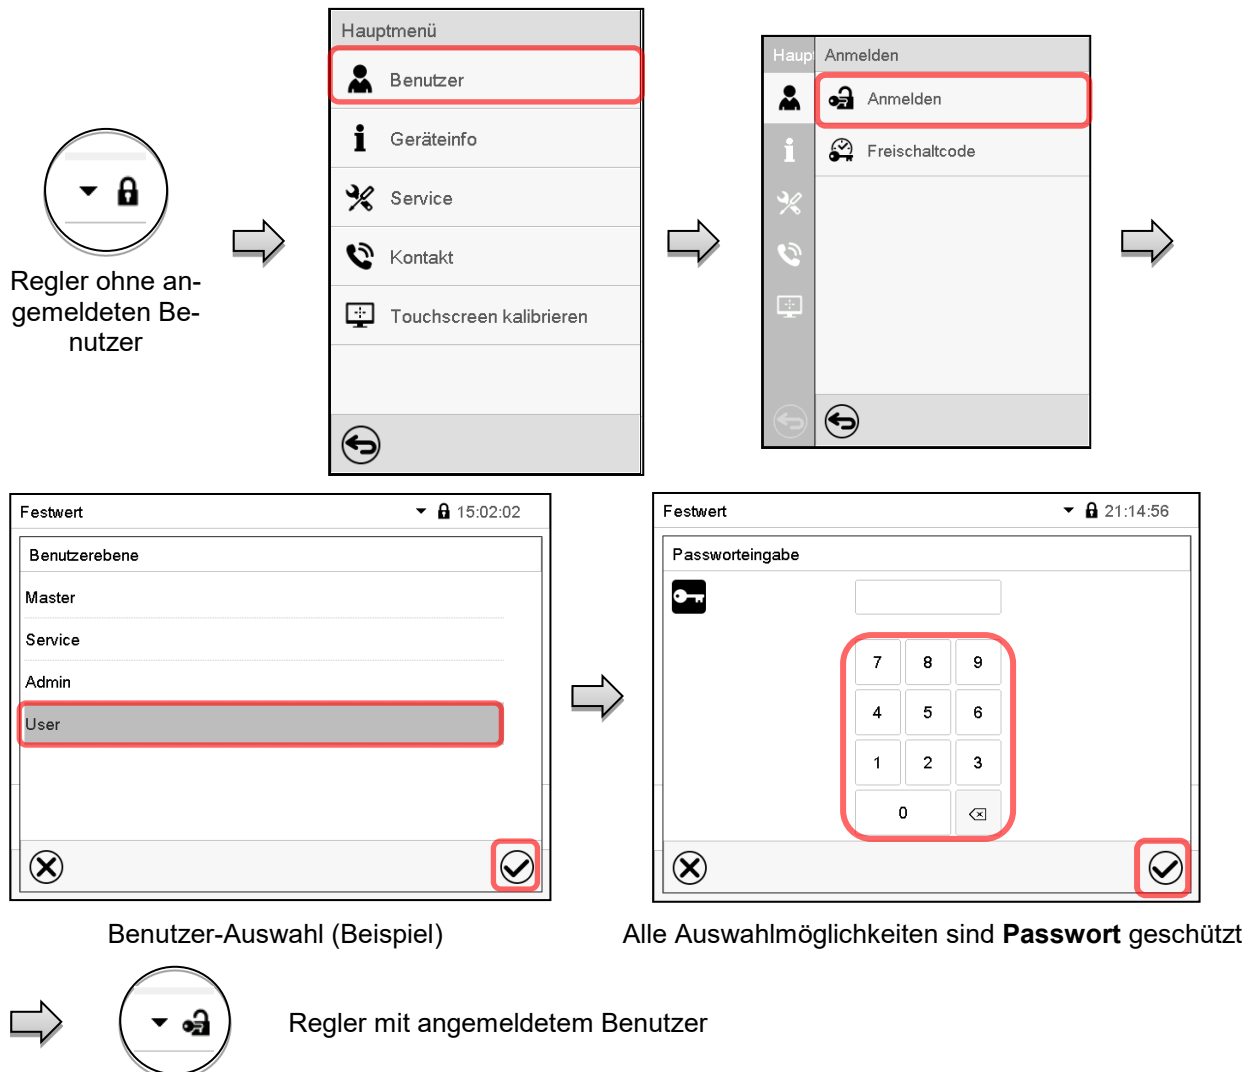 Regler ohne an-
gemeldeten Be-
nutzer
Hauptmenü
Benutzer
Geräteinfo
Service
Kontakt
Touchscreen kalibrieren
Haup
Anmelden
Anmelden
Freischaltcode
Festwert
15:02:02
Benutzerebene
Master
Service
Admin
User
Festwert
21:14:56
Passworteingabe
7 8 9
4 5 6
1 2 3
0
Benutzer-Auswahl (Beispiel)
Alle Auswahlmöglichkeiten sind Passwort geschützt
Regler mit angemeldetem Benutzer